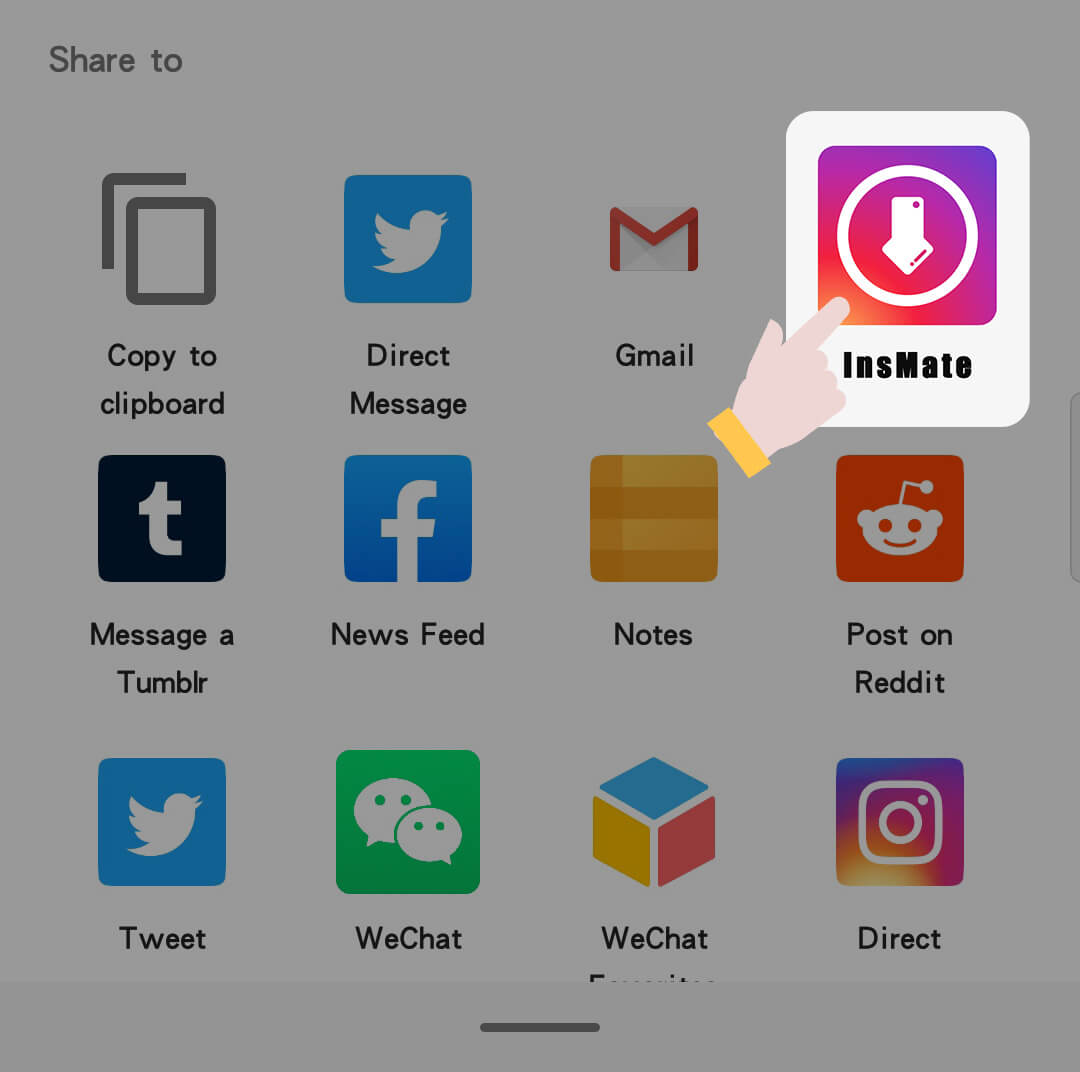 Share to
Copy to
clipboard
Direct
Message
Gmail
InsMate
Message a
Tumblr
News Feed
Notes
Post on
Reddit
Tweet
WeChat
WeChat
Direct